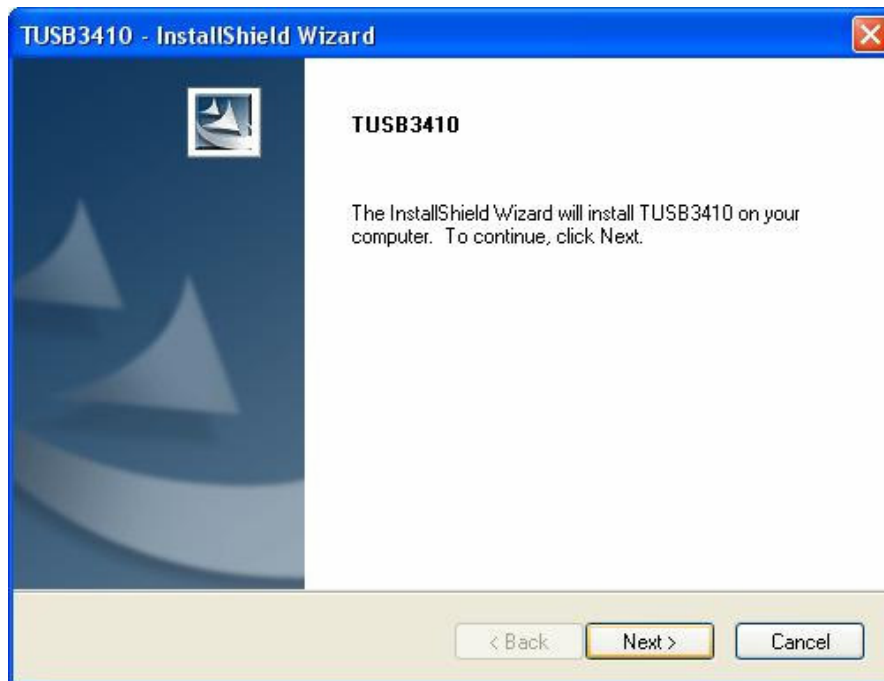 TUSB3410 - InstallShield Wizard
TUSB3410
The InstallShield Wizard will install TUSB3410 on your
computer. To continue, click Next.
< Back
Next >
Cancel